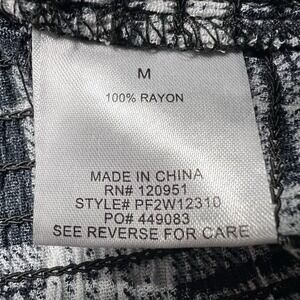 M
100% RAYON
MADE IN CHINA
RN# 120951
STYLE# PF2W12310
PO# 449083
SEE REVERSE FOR CARE